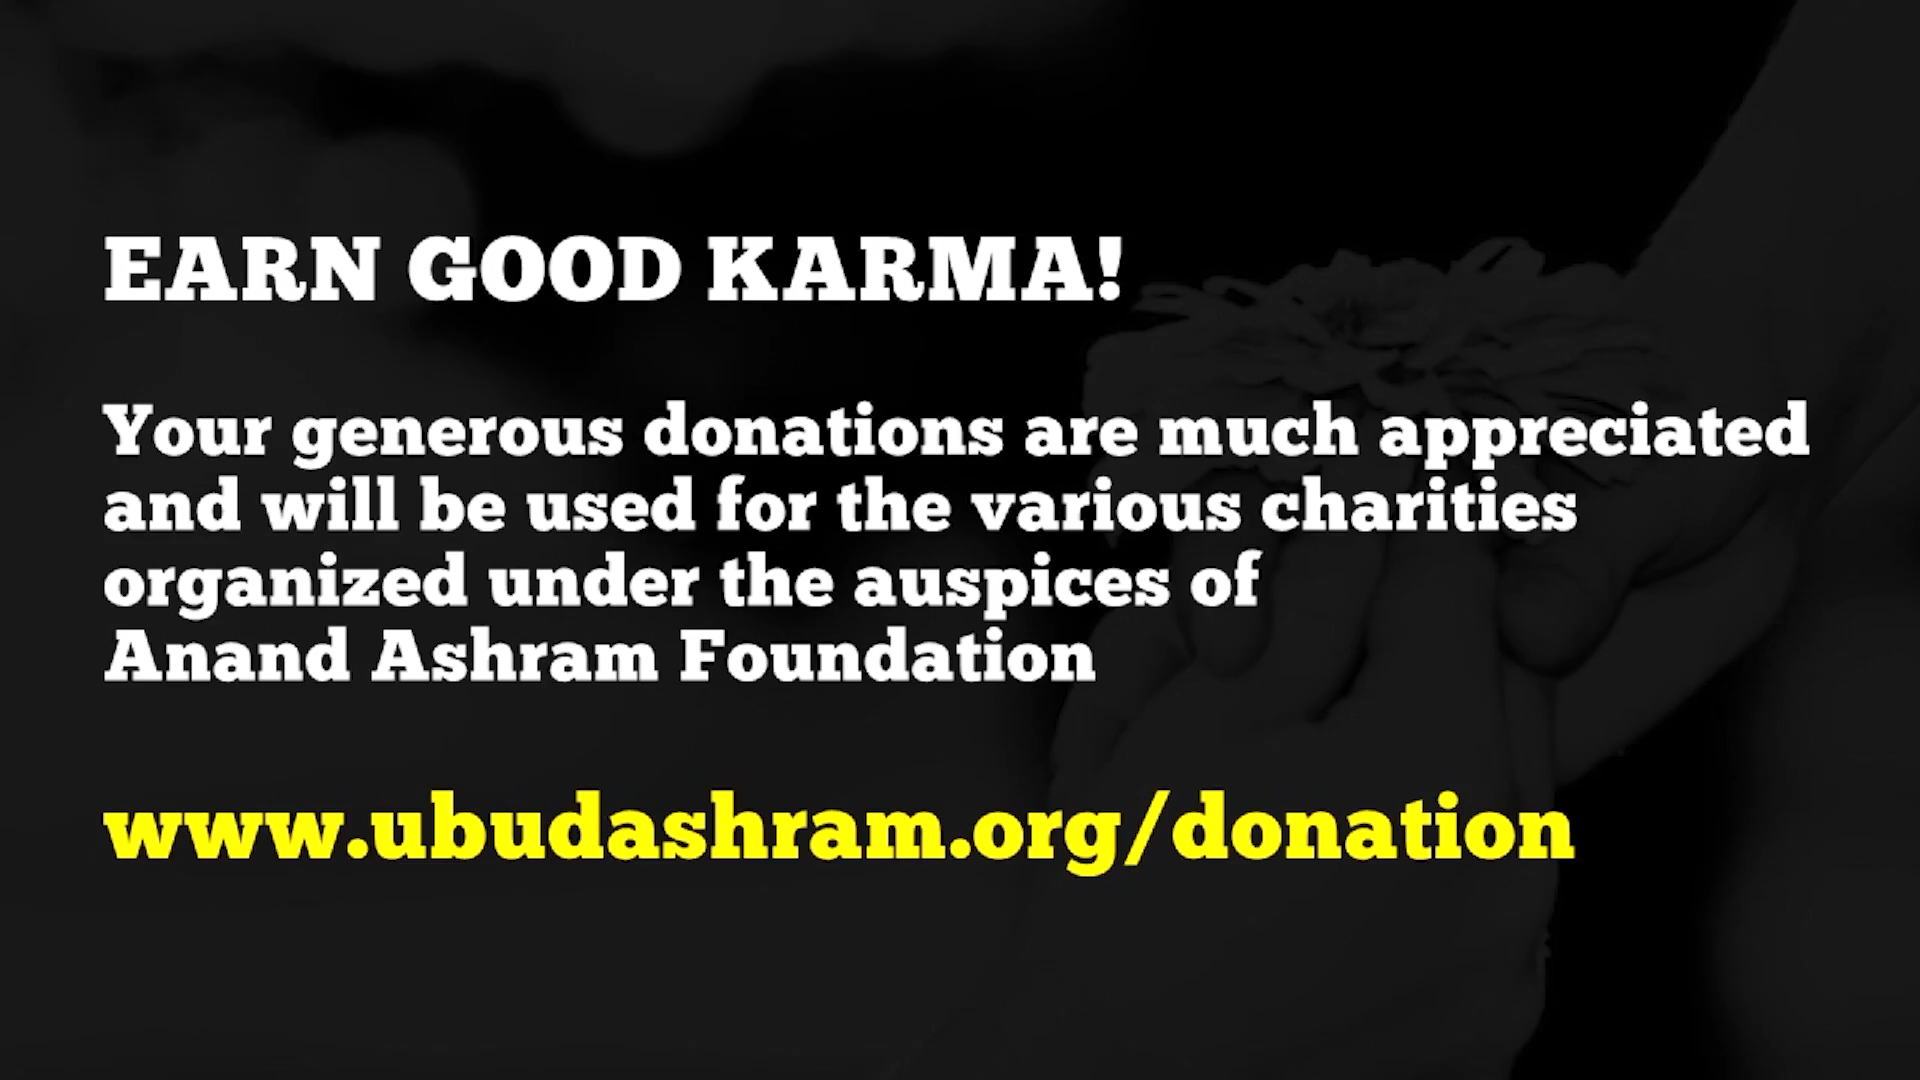 EARN GOOD KARMA!
Your generous donations are much appreciated
and will be used for the various charities
organized under the auspices of
Anand Ashram Foundation
www.ubudashram.org/donation